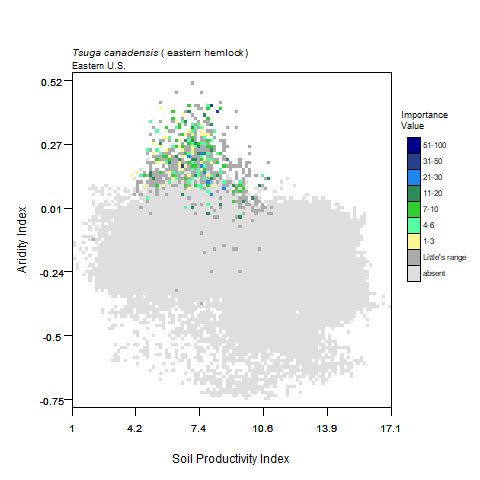 Tsuga canadensis ( eastern hemlock )
Eastern U.S.
0.52
0.27
0.01
-0.24
-0.5
-0.75
Aridity Index
1 4.2 7.4 10.6 13.9 17.1
Soil Productivity Index
Importance
Value
51-100
31-50
21-30
11-20
7-10
4-6
1-3
Little's range
absent